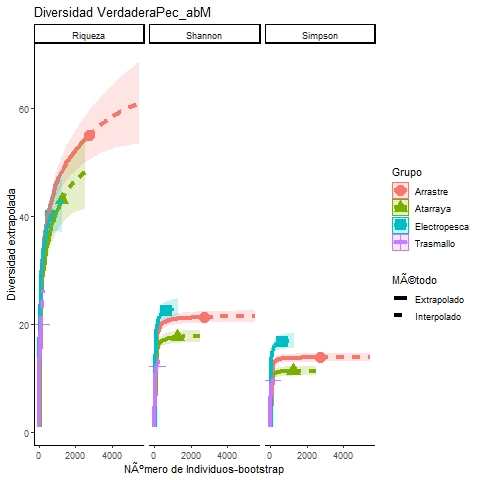 Diversidad VerdaderaPec_abM
Riqueza
Shannon
Simpson
Diversidad extrapolada
60
40
20
0
0 2000 4000
0 2000 4000
0 2000 4000
NÃºmero de Individuos-bootstrap
Grupo
Arrastre
Atarraya
Electropesca
Trasmallo
MÃ©todo
Extrapolado
Interpolado